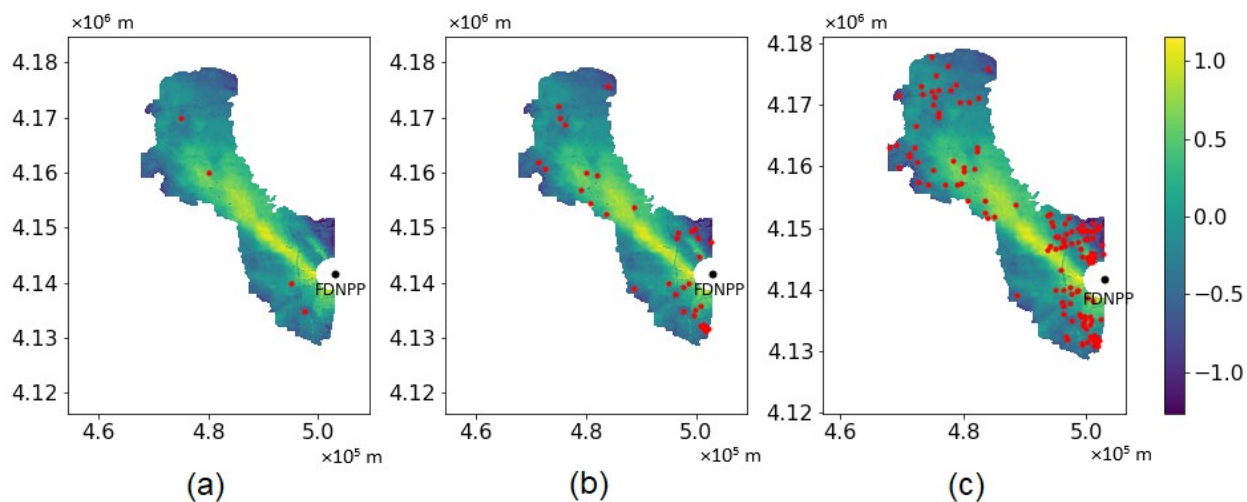 ×10⁶ m ×10⁶ m ×10⁶ m
4.18 4.18 4.18 1.0
4.17 4.17 4.17
0.5
4.16 4.16 4.16
4.15 4.15 4.15 0.0
4.14 FDNPP 4.14 FDNPP 4.14 FDNPP
−0.5
4.13 4.13 4.13
−1.0
4.12 4.12 4.12
4.6 4.8 5.0 4.6 4.8 5.0 4.6 4.8 5.0
×10⁵ m ×10⁵ m ×10⁵ m
(a) (b) (c)